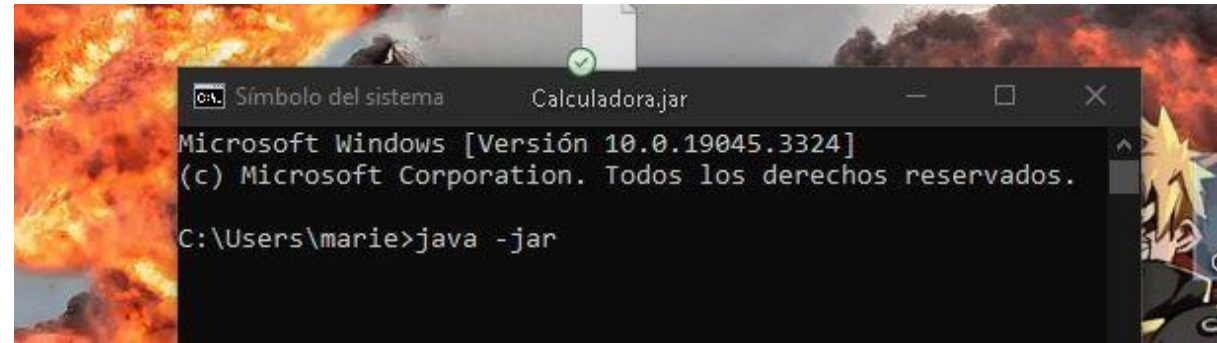 Símbolo del sistema
Calculadora.jar
Microsoft Windows [Versión 10.0.19045.3324]
(c) Microsoft Corporation. Todos los derechos reservados.
C:\Users\marie>java -jar